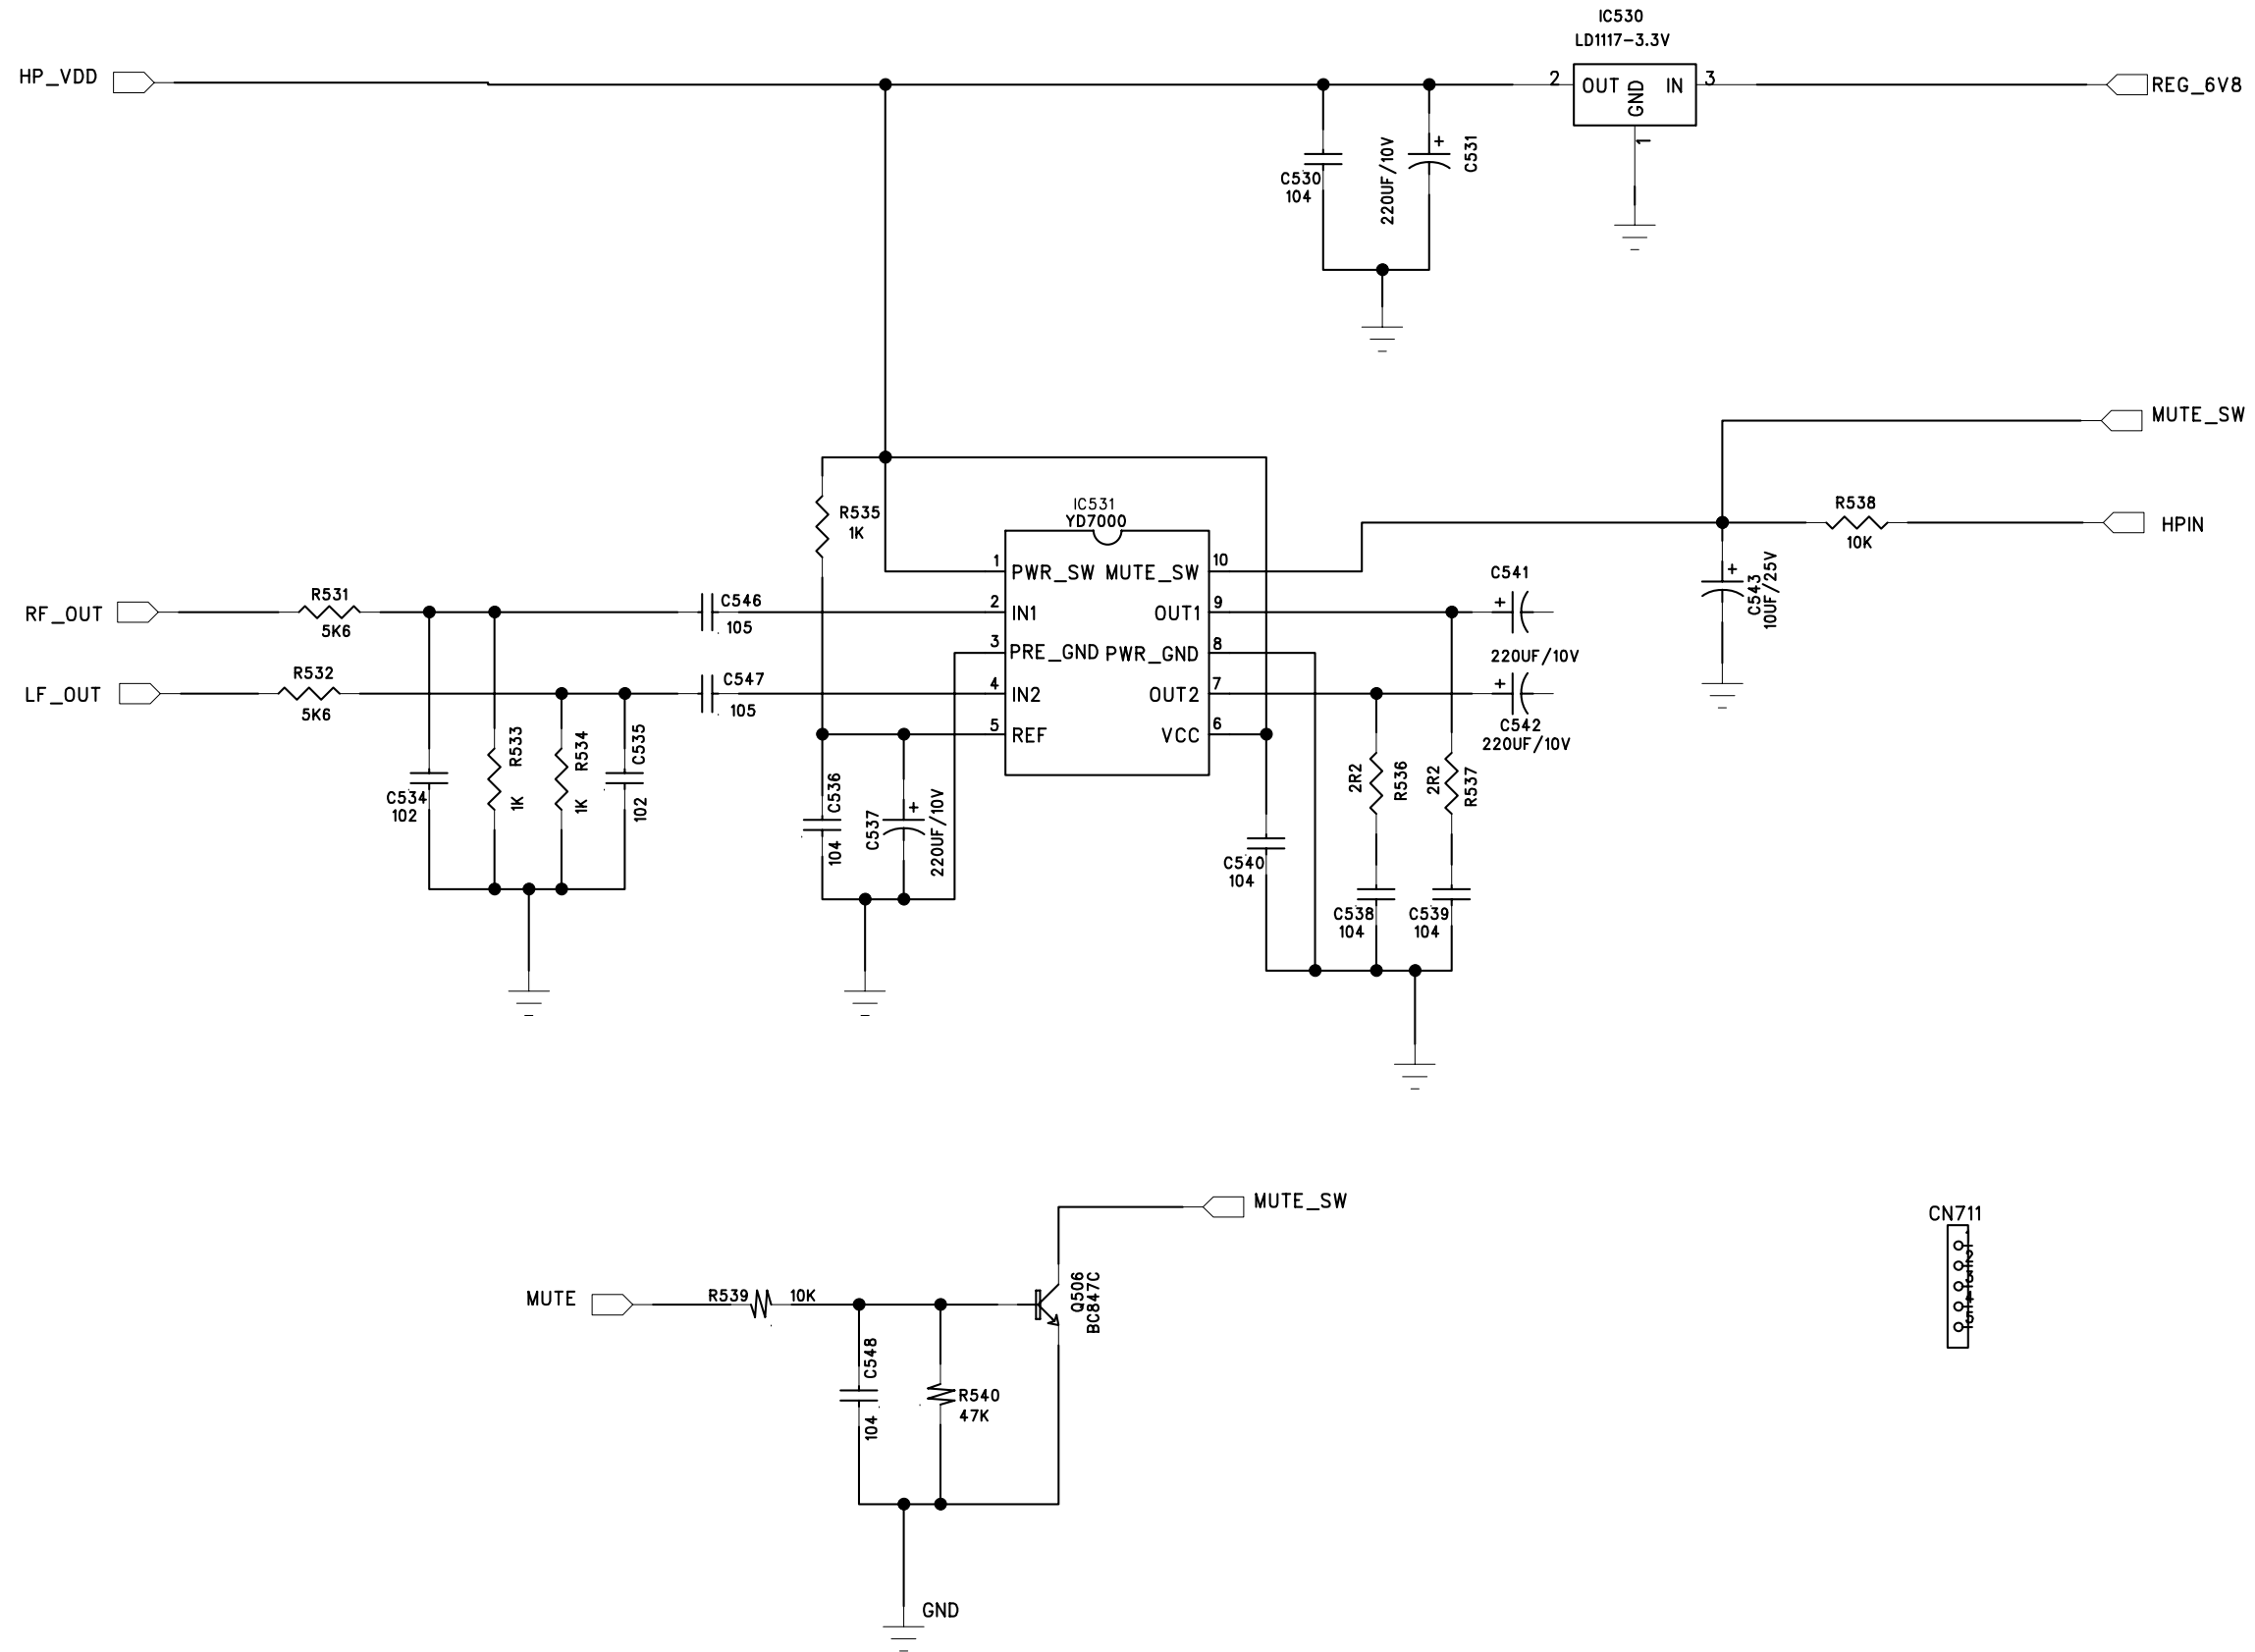 IC530
LD1117-3.3V
HP_VDD
2
OUT
GND
IN
3
REG_6V8
1
C530
104
220UF/10V
+
C531
MUTE_SW
R538
10K
HPIN
+
C543
10UF/25V
R535
1K
IC531
YD7000
1
PWR_SW
MUTE_SW
10
2
IN1
OUT1
9
3
PRE_GND
PWR_GND
8
4
IN2
OUT2
7
5
REF
VCC
6
RF_OUT
R531
5K6
C546
105
LF_OUT
R532
5K6
C547
105
C541
+
220UF/10V
+
C542
220UF/10V
C534
102
R533
1K
R534
1K
C535
102
C536
104
C537
+
220UF/10V
C540
104
2R2
R536
2R2
R537
C538
104
C539
104
MUTE_SW
MUTE
R539
10K
Q506
BC847C
C548
104
R540
47K
GND
CN711
1
2
3
4
5